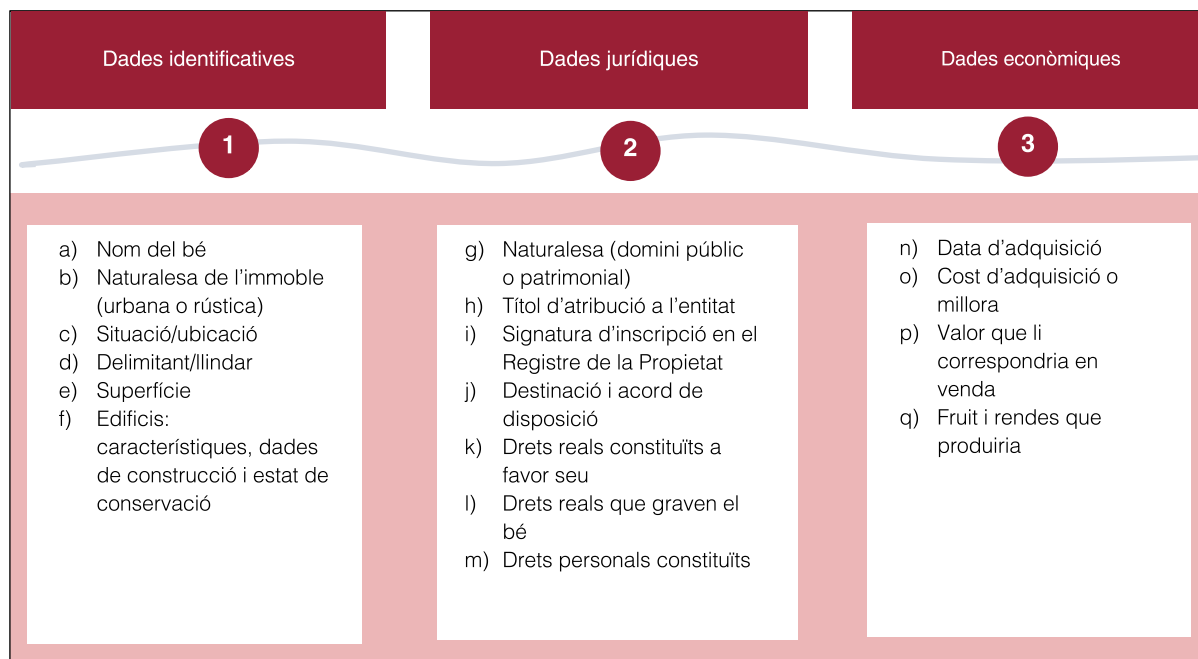 Dades identificatives
Dades jurídiques
Dades econòmiques
1
2
3
a) Nom del bé
b) Naturalesa de l'immoble
(urbana o rústica)
c) Situació/ubicació
d) Delimitant/llindar
e) Superfície
f) Edificis:
característiques, dades
de construcció i estat de
conservació
g) Naturalesa (domini públic
o patrimonial)
h) Títol d'atribució a l'entitat
i) Signatura d'inscripció en el
Registre de la Propietat
j) Destinació i acord de
disposició
k) Drets reals constituïts a
favor seu
l) Drets reals que graven el
bé
m) Drets personals constituïts
n) Data d'adquisició
o) Cost d'adquisició o
millora
p) Valor que li
correspondria en
venda
q) Fruit i rendes que
produiria